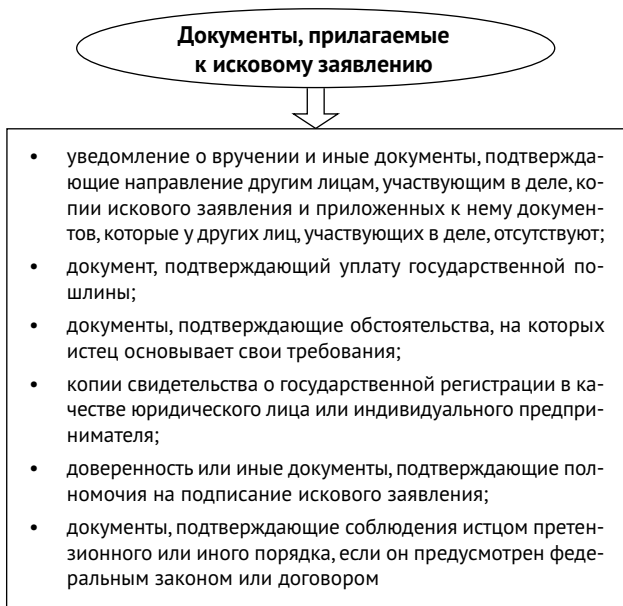 Документы, прилагаемые
к исковому заявлению
• уведомление о вручении и иные документы, подтвержда-
ющие направление другим лицам, участвующим в деле, ко-
пии искового заявления и приложенных к нему докумен-
тов, которые у других лиц, участвующих в деле, отсутствуют;
• документ, подтверждающий уплату государственной по-
шлины;
• документы, подтверждающие обстоятельства, на которых
истец основывает свои требования;
• копии свидетельства о государственной регистрации в ка-
честве юридического лица или индивидуального предпри-
нимателя;
• доверенность или иные документы, подтверждающие пол-
номочия на подписание искового заявления;
• документы, подтверждающие соблюдения истцом претен-
зионного или иного порядка, если он предусмотрен феде-
ральным законом или договором